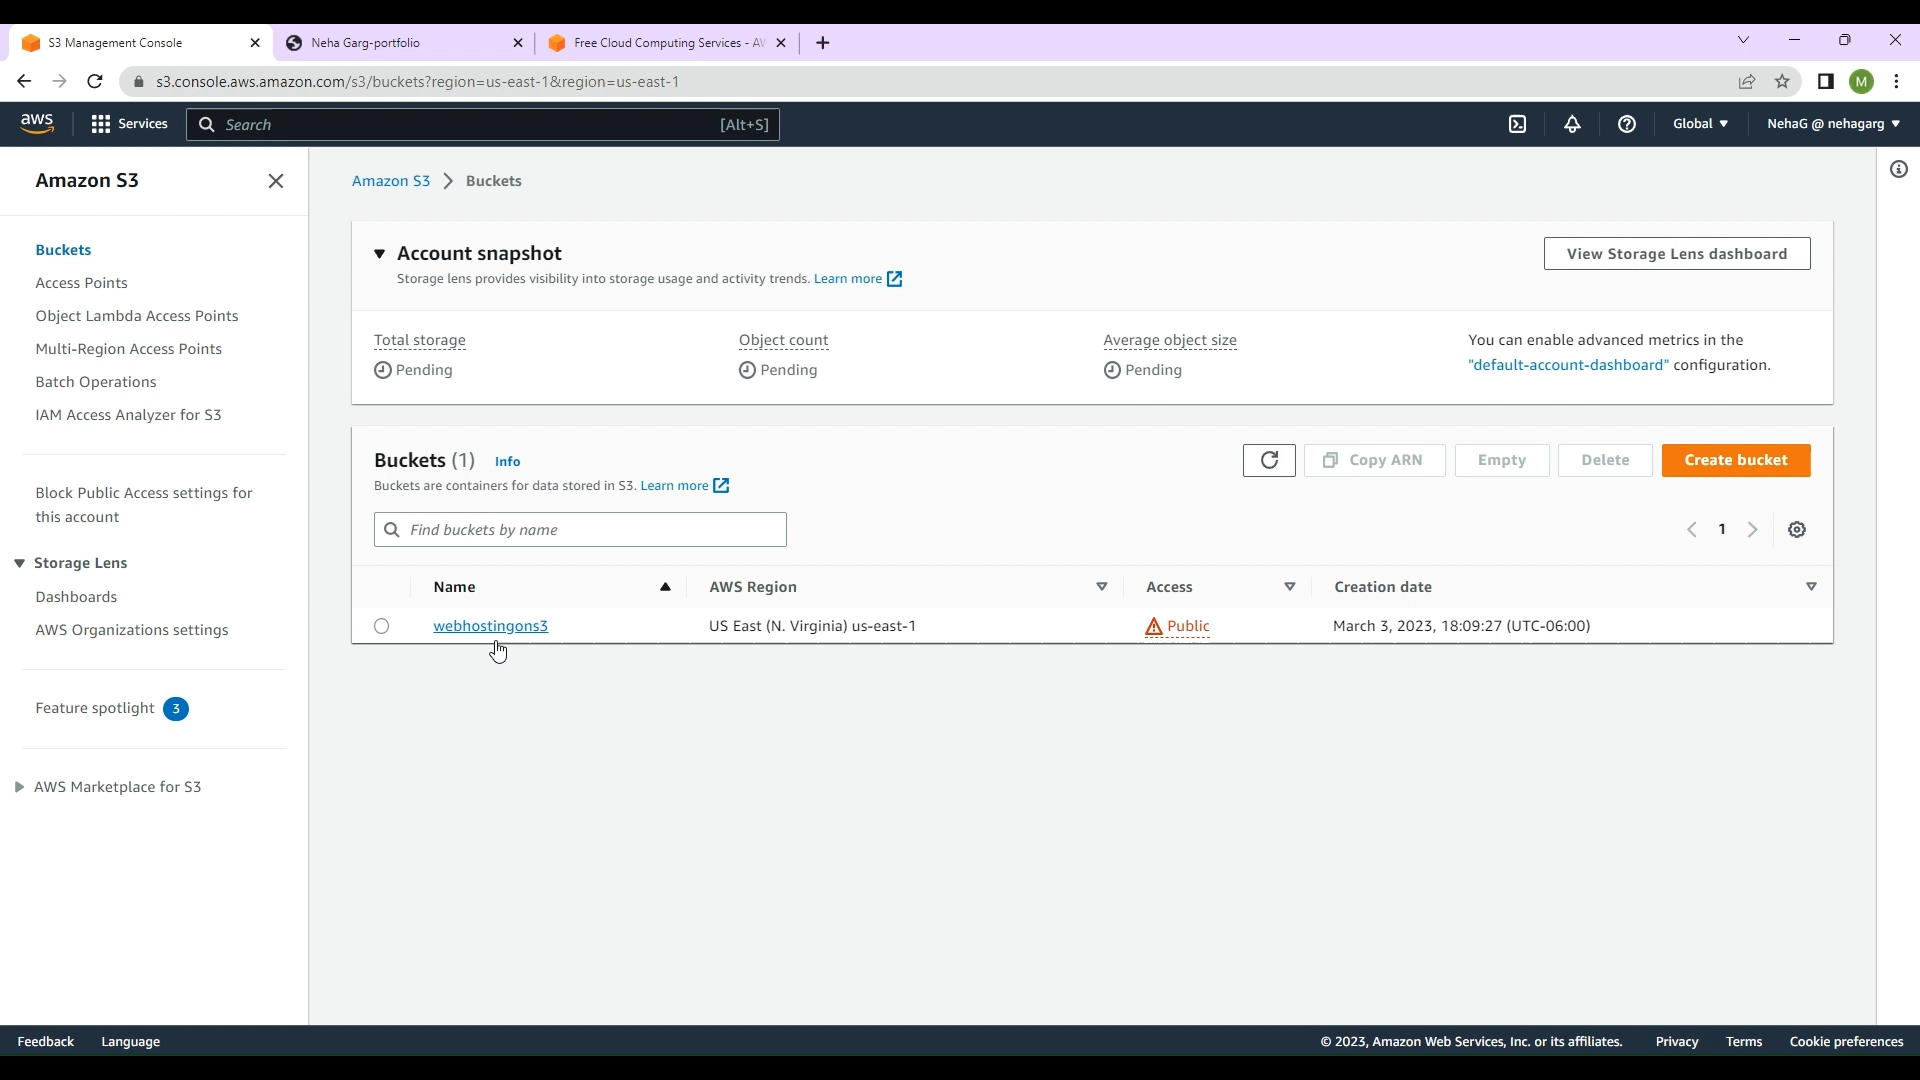 S3 Management Console
Neha Garg-portfolio
Free Cloud Computing Services - AW
s3.console.aws.amazon.com/s3/buckets?region=us-east-1&region=us-east-1
M
aws
Services
Search
[Alt+S]
Global
NehaG @ nehagarg
Amazon S3
Buckets
Access Points
Object Lambda Access Points
Multi-Region Access Points
Batch Operations
IAM Access Analyzer for S3
Block Public Access settings for
this account
Storage Lens
Dashboards
AWS Organizations settings
Feature spotlight 3
AWS Marketplace for S3
Amazon S3 Buckets
Account snapshot
Storage lens provides visibility into storage usage and activity trends. Learn more
View Storage Lens dashboard
Total storage
Pending
Object count
Pending
Average object size
Pending
You can enable advanced metrics in the
"default-account-dashboard" configuration.
Buckets (1) Info
Buckets are containers for data stored in S3. Learn more
Copy ARN
Empty
Delete
Create bucket
Find buckets by name
1
Name AWS Region Access Creation date
webhostingons3 US East (N. Virginia) us-east-1 Public March 3, 2023, 18:09:27 (UTC-06:00)
Feedback Language
© 2023, Amazon Web Services, Inc. or its affiliates. Privacy Terms Cookie preferences